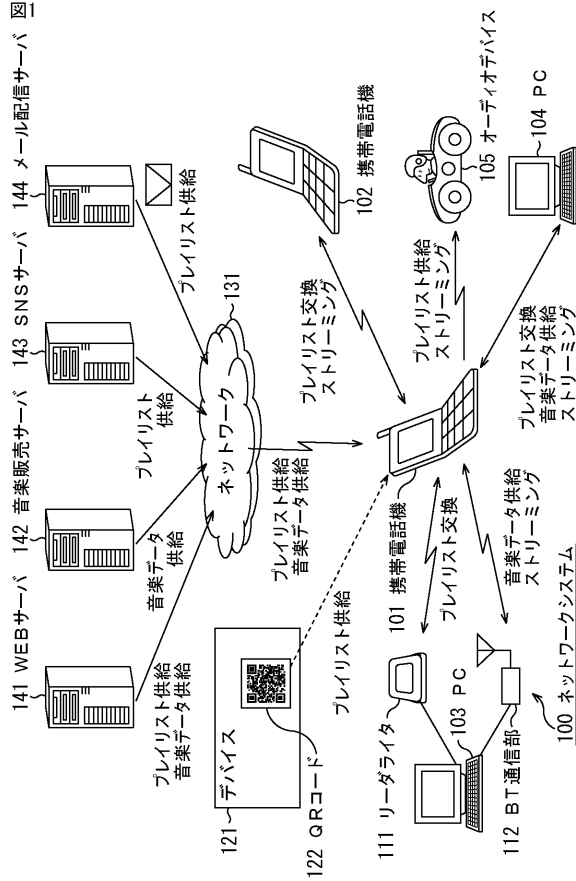 図1
141 WEBサーバ
142 音楽販売サーバ
143 SNSサーバ
144 メール配信サーバ
プレイリスト供給
音楽データ供給
音楽データ
供給
プレイリスト
供給
プレイリスト供給
131
ネットワーク
プレイリスト供給
音楽データ供給
121
デバイス
122 QRコード
プレイリスト供給
101 携帯電話機
プレイリスト交換
ストリーミング
102 携帯電話機
プレイリスト供給
ストリーミング
105 オーディオデバイス
プレイリスト交換
音楽データ供給
ストリーミング
104 PC
111 リーダライタ
プレイリスト交換
103 PC
音楽データ供給
ストリーミング
112 BT通信部
100 ネットワークシステム